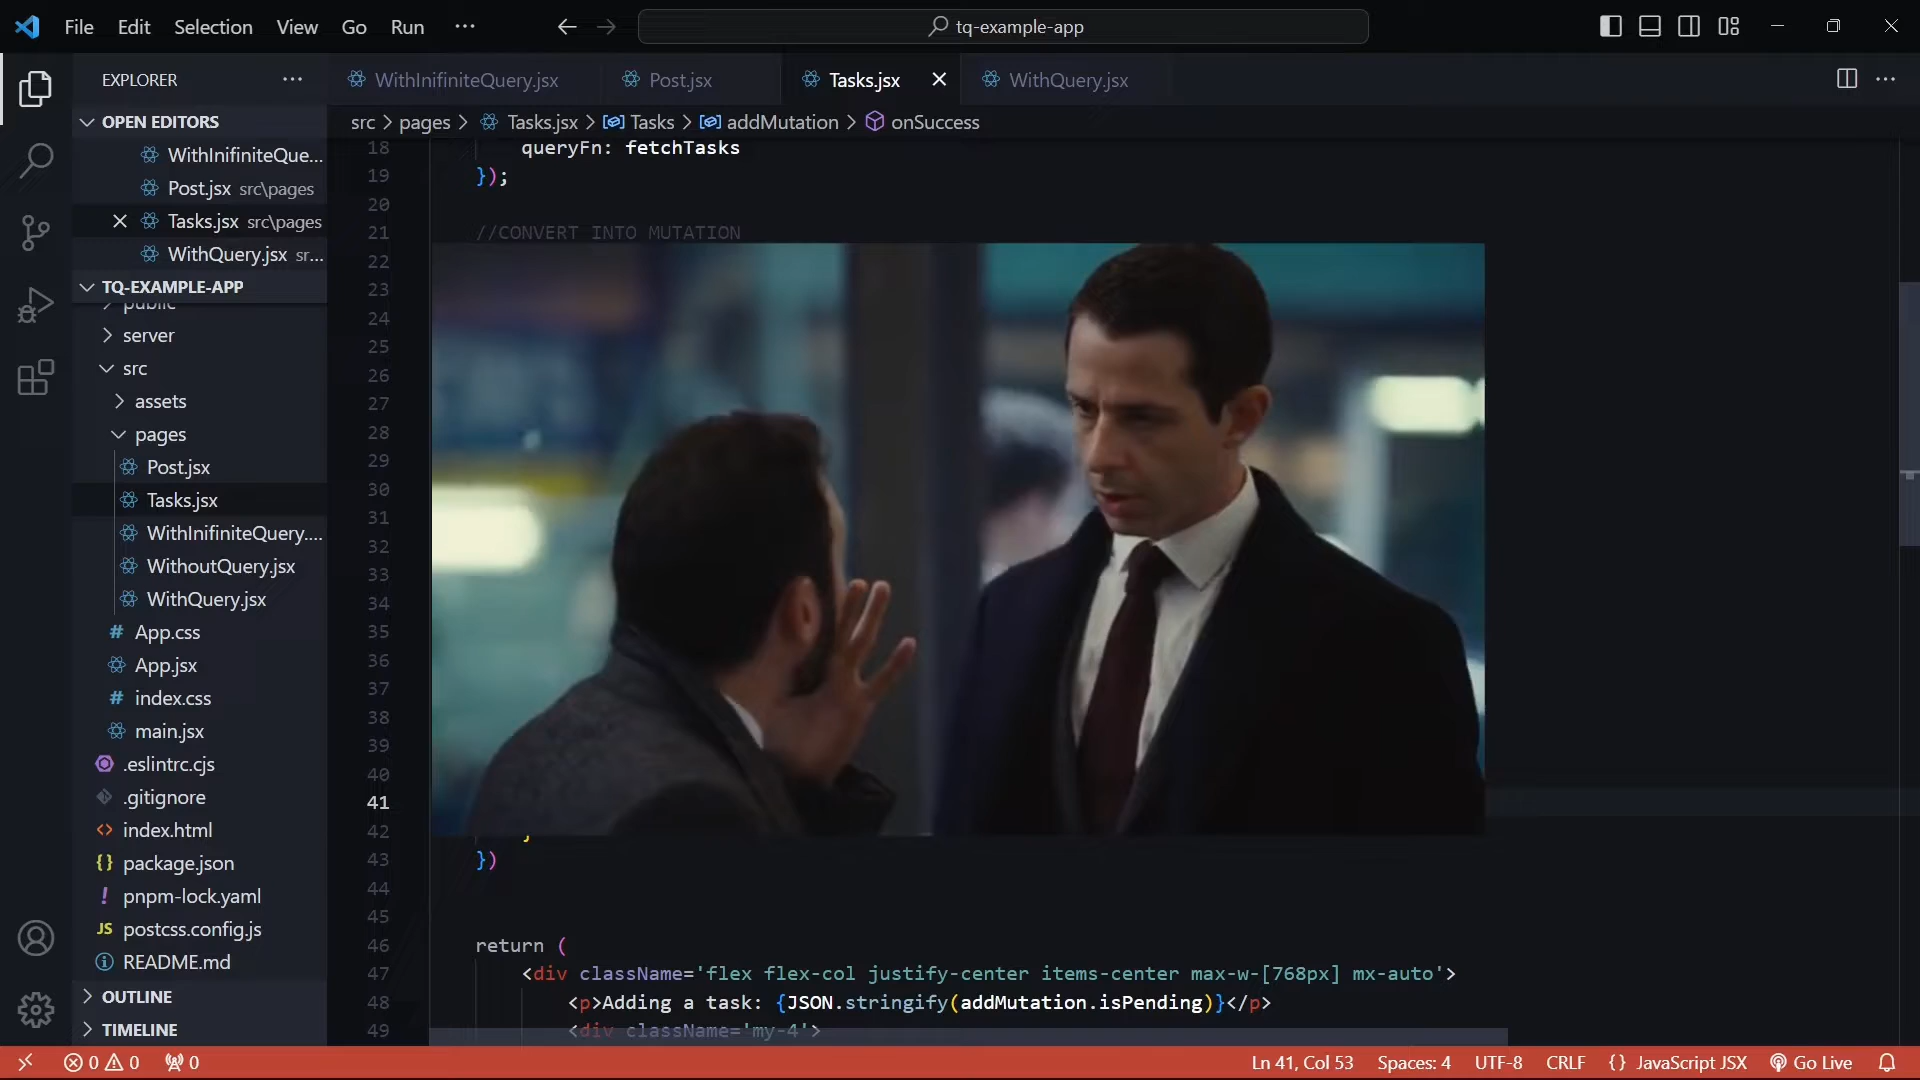 File Edit Selection View Go Run ··· tq-example-app
EXPLORER ···
OPEN EDITORS
WithInifiniteQue...
Post.jsx src\pages
Tasks.jsx src\pages
WithQuery.jsx sr...
TQ-EXAMPLE-APP
public
server
src
assets
pages
Post.jsx
Tasks.jsx
WithInifiniteQuery....
WithoutQuery.jsx
WithQuery.jsx
App.css
App.jsx
index.css
main.jsx
.eslintrc.cjs
.gitignore
index.html
package.json
pnpm-lock.yaml
postcss.config.js
README.md
OUTLINE
TIMELINE
WithInifiniteQuery.jsx Post.jsx Tasks.jsx WithQuery.jsx
src > pages > Tasks.jsx > Tasks > addMutation > onSuccess
18 queryFn: fetchTasks
19 });
20
21 //CONVERT INTO MUTATION
22
23
24
25
26
27
28
29
30
31
32
33
34
35
36
37
38
39
40
41
42
43 })
44
45
46 return (
47 <div className='flex flex-col justify-center items-center max-w-[768px] mx-auto'>
48 <p>Adding a task: {JSON.stringify(addMutation.isPending)}</p>
49 <div className='my-4'>
0 0 0 Ln 41, Col 53 Spaces: 4 UTF-8 CRLF {} JavaScript JSX Go Live